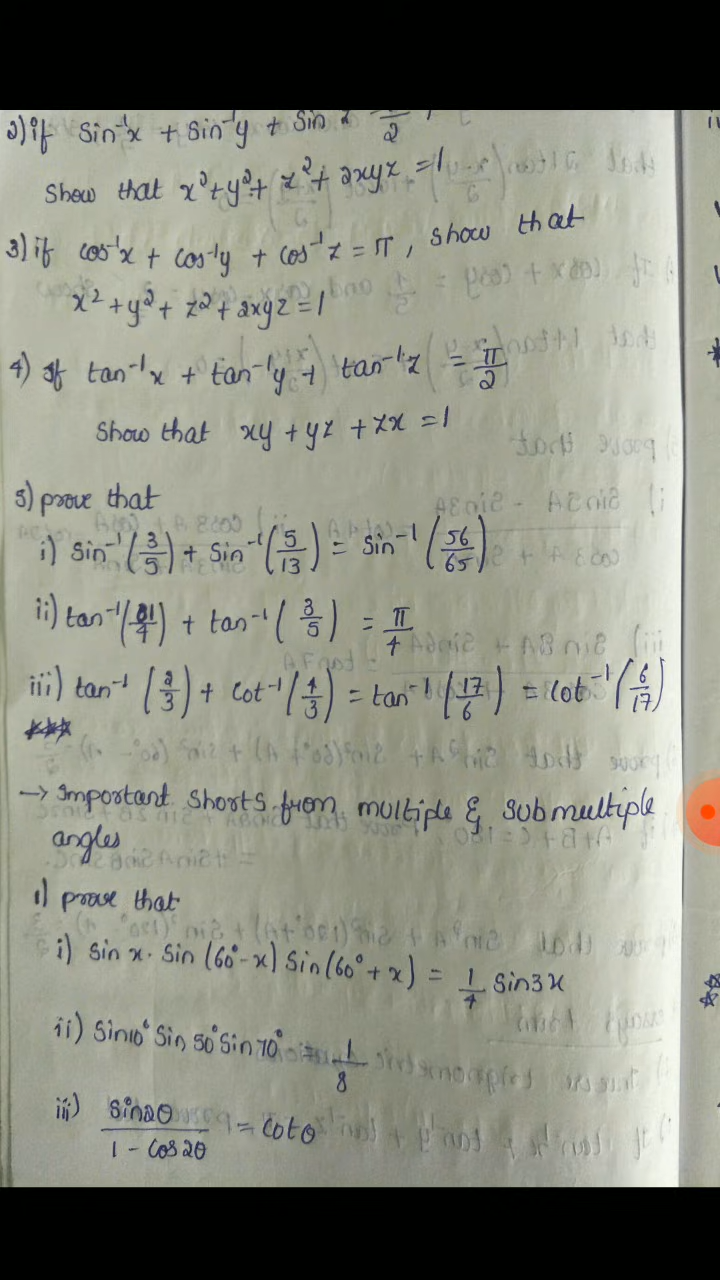 2) if sin⁻¹x + sin⁻¹y + sin z = π/2,
Show that x²+y²+ z²+ 2xyz =1
3) if cos⁻¹x + cos⁻¹y + cos⁻¹z = π, show that
x²+y²+ z²+2xyz=1
4) If tan⁻¹x + tan⁻¹y + tan⁻¹z = π/2
Show that xy +yz +zx =1
5) prove that
i) sin⁻¹(3/5) + sin⁻¹(5/13) = sin⁻¹(56/65)
ii) tan⁻¹(1/4) + tan⁻¹(3/5) = π/4
iii) tan⁻¹(2/3) + cot⁻¹(4/3) = tan⁻¹(17/6) = cot⁻¹(6/17)
→ Important shorts from multiple & submultiple
angles
1) prove that
i) sin x. sin (60°-x) sin(60°+x) = 1/4 sin3x
ii) sin10° sin 50° sin 70° = 1/8
iii) sin2θ/1 - cos2θ = cotθ